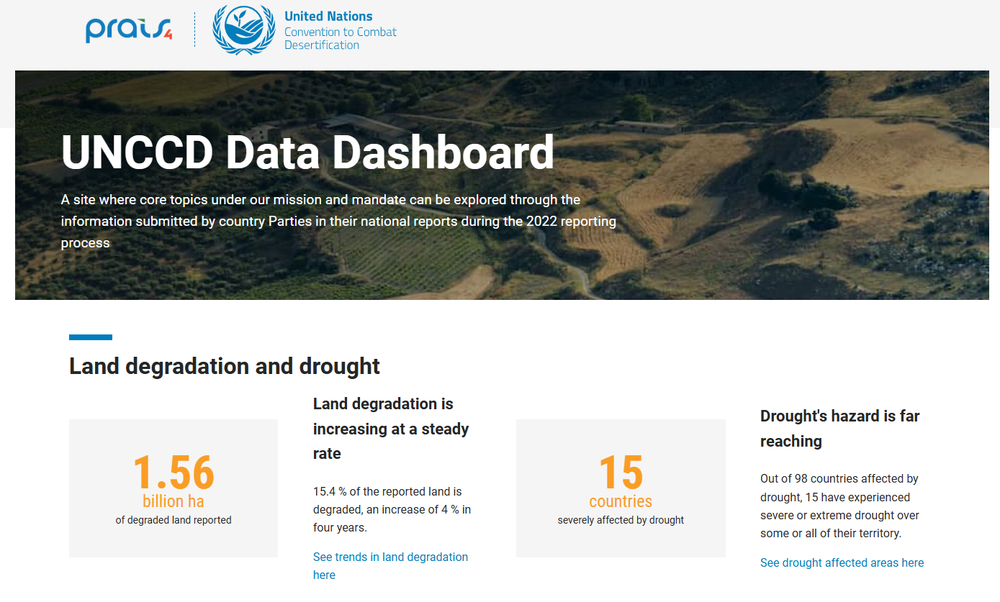 prais4
United Nations
Convention to Combat
Desertification
UNCCD Data Dashboard
A site where core topics under our mission and mandate can be explored through the
information submitted by country Parties in their national reports during the 2022 reporting
process
Land degradation and drought
1.56
billion ha
of degraded land reported
Land degradation is
increasing at a steady
rate
15.4 % of the reported land is
degraded, an increase of 4 % in
four years.
See trends in land degradation
here
15
countries
severely affected by drought
Drought's hazard is far
reaching
Out of 98 countries affected by
drought, 15 have experienced
severe or extreme drought over
some or all of their territory.
See drought affected areas here